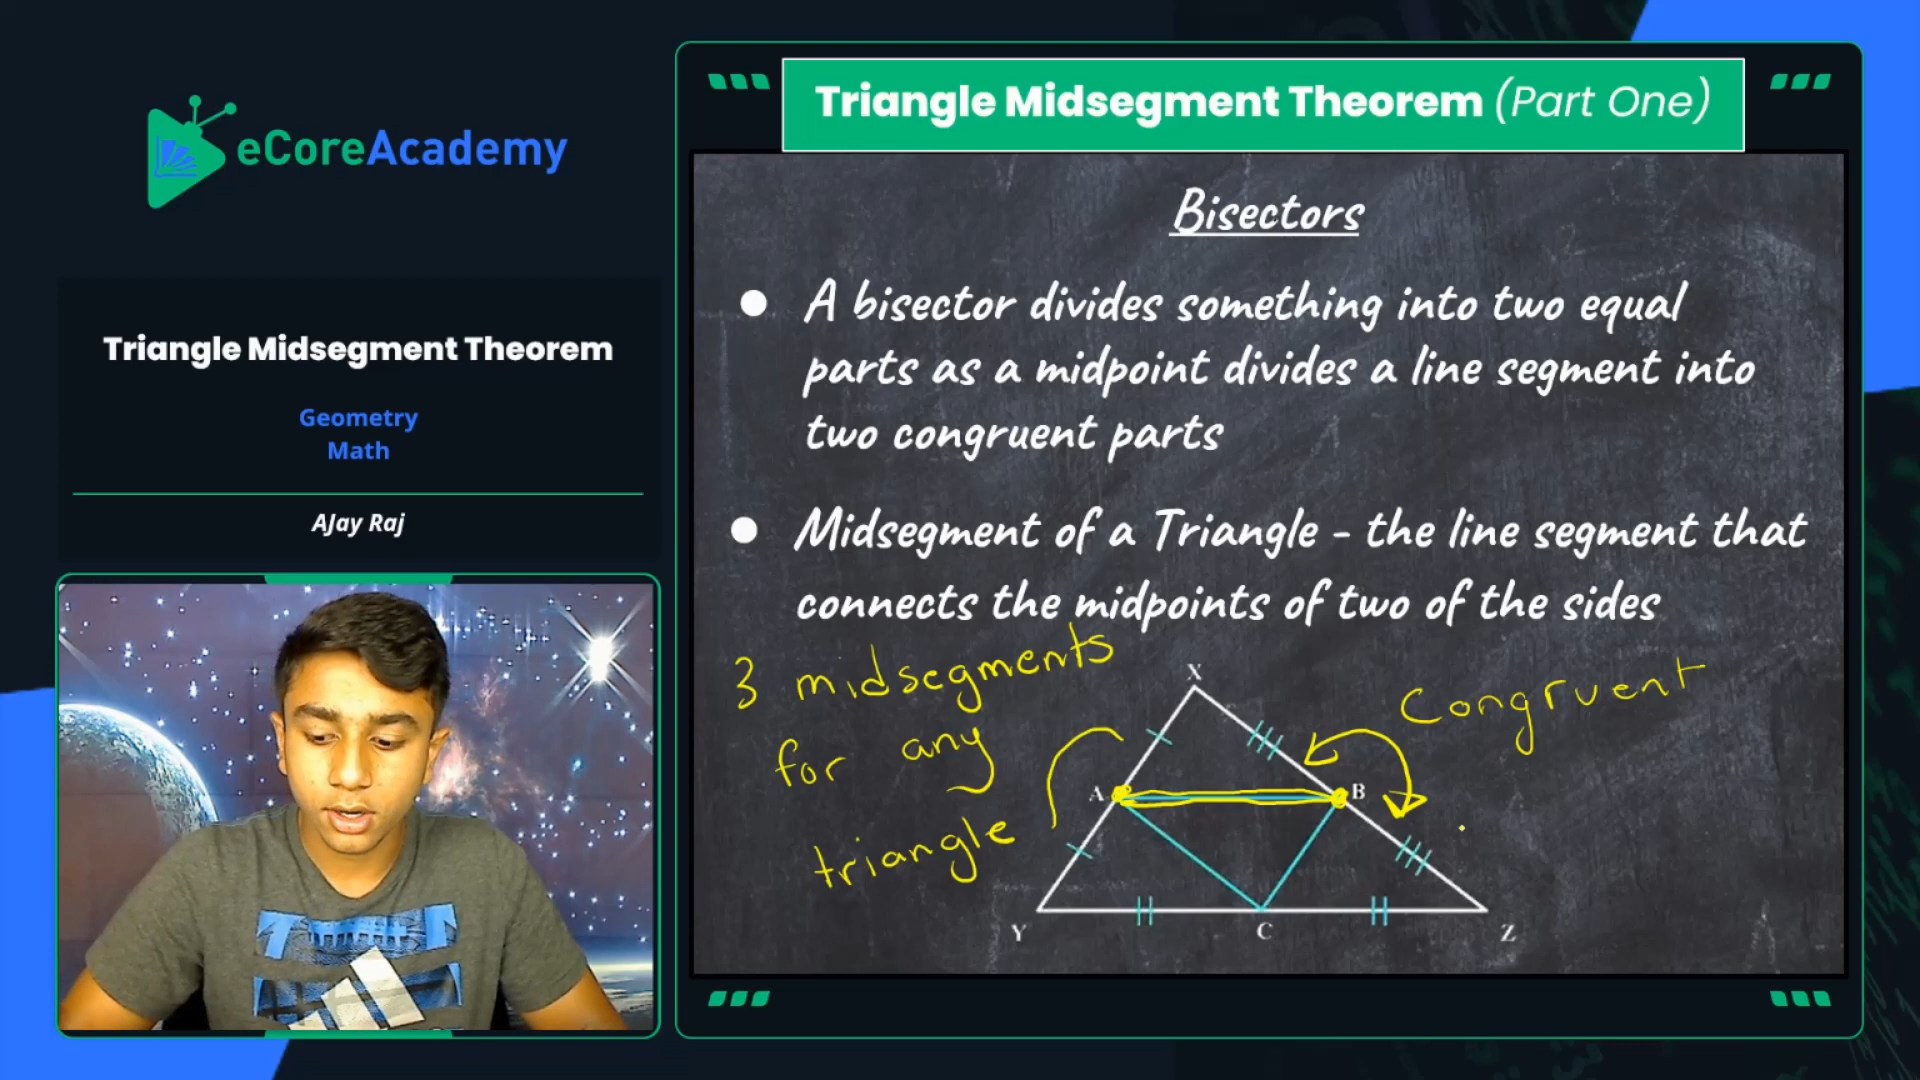 eCoreAcademy
Triangle Midsegment Theorem
Geometry
Math
AJay Raj
Triangle Midsegment Theorem (Part One)
Bisectors
A bisector divides something into two equal
parts as a midpoint divides a line segment into
two congruent parts
Midsegment of a Triangle - the line segment that
connects the midpoints of two of the sides
3 midsegments
for any
triangle
Congruent
X
A
B
Y
C
Z